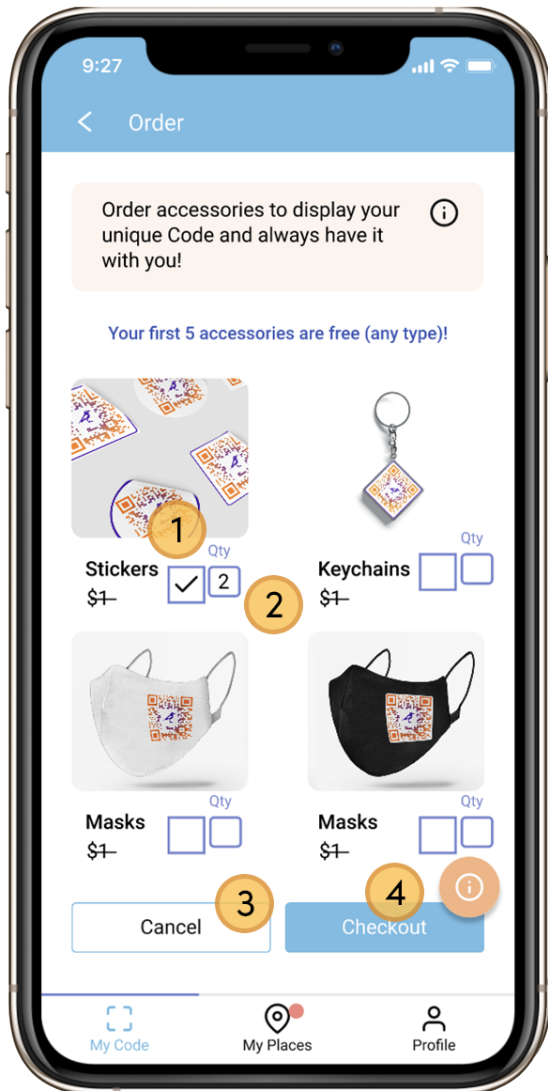 9:27
Order
Order accessories to display your
unique Code and always have it
with you!
Your first 5 accessories are free (any type)!
1
Qty
Stickers
2
$1
2
Qty
Keychains
$1
Qty
Masks
$1
Qty
Masks
$1
3
4
Cancel
Checkout
My Code
My Places
Profile